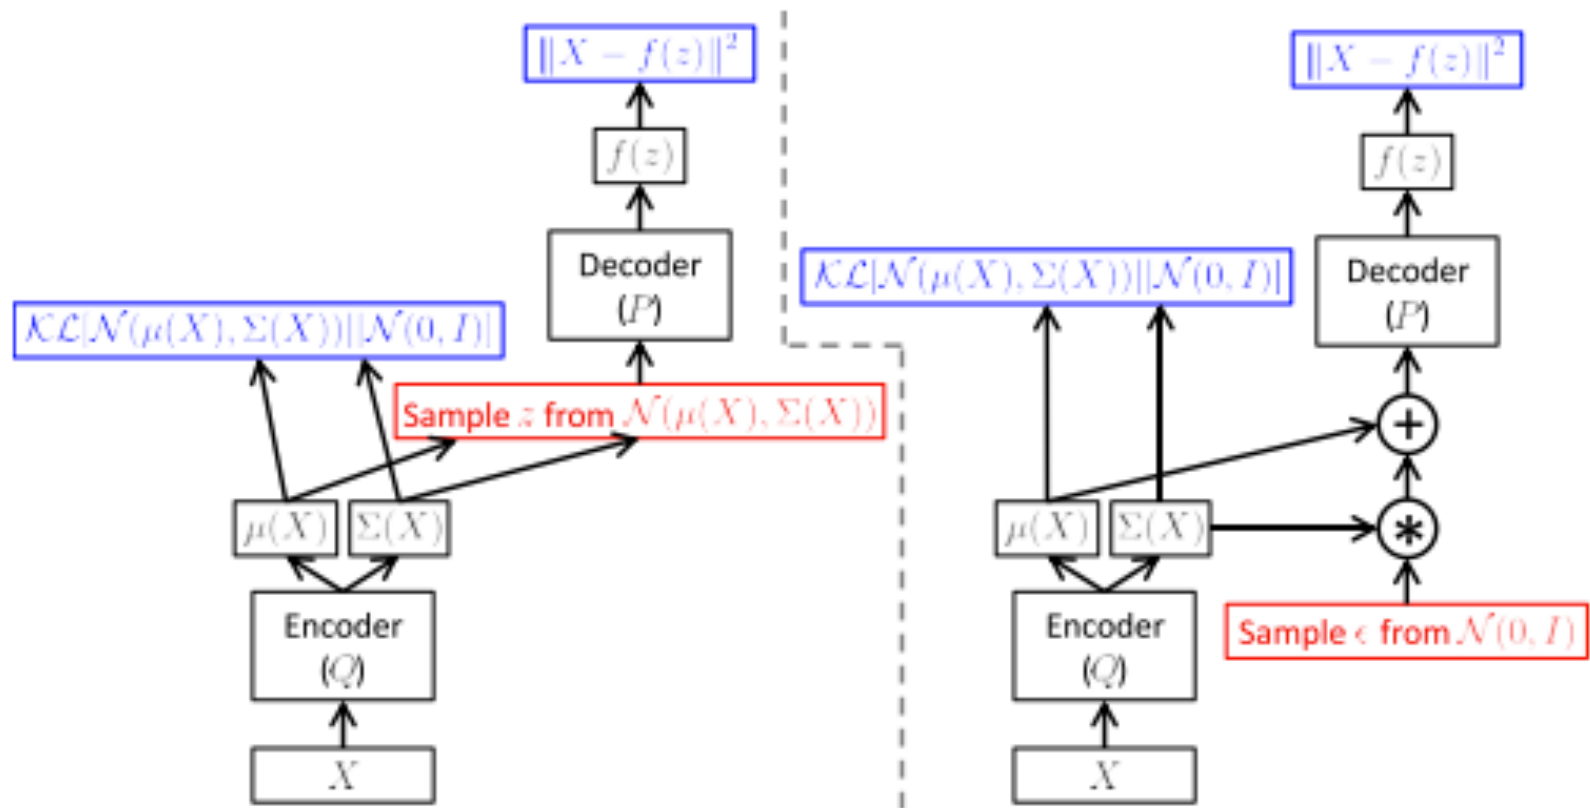 ‖X − f(z)‖²
f(z)
Decoder
(P)
𝒦ℒ[𝒩(μ(X), Σ(X))||𝒩(0, I)]
Sample z from 𝒩(μ(X), Σ(X))
μ(X)
Σ(X)
Encoder
(Q)
X
‖X − f(z)‖²
f(z)
Decoder
(P)
𝒦ℒ[𝒩(μ(X), Σ(X))||𝒩(0, I)]
+
μ(X)
Σ(X)
*
Encoder
(Q)
Sample ϵ from 𝒩(0, I)
X